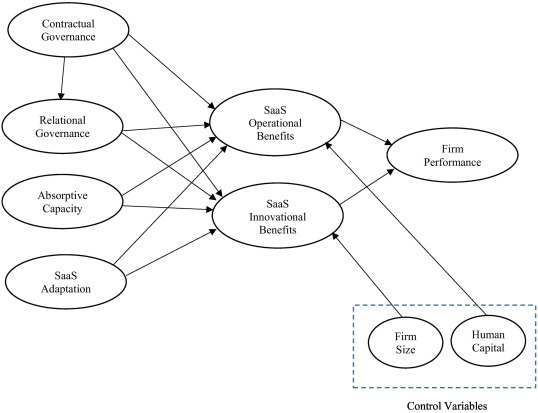 Contractual
Governance
Relational
Governance
Absorptive
Capacity
SaaS
Adaptation
SaaS
Operational
Benefits
SaaS
Innovational
Benefits
Firm
Performance
Firm
Size
Human
Capital
Control Variables